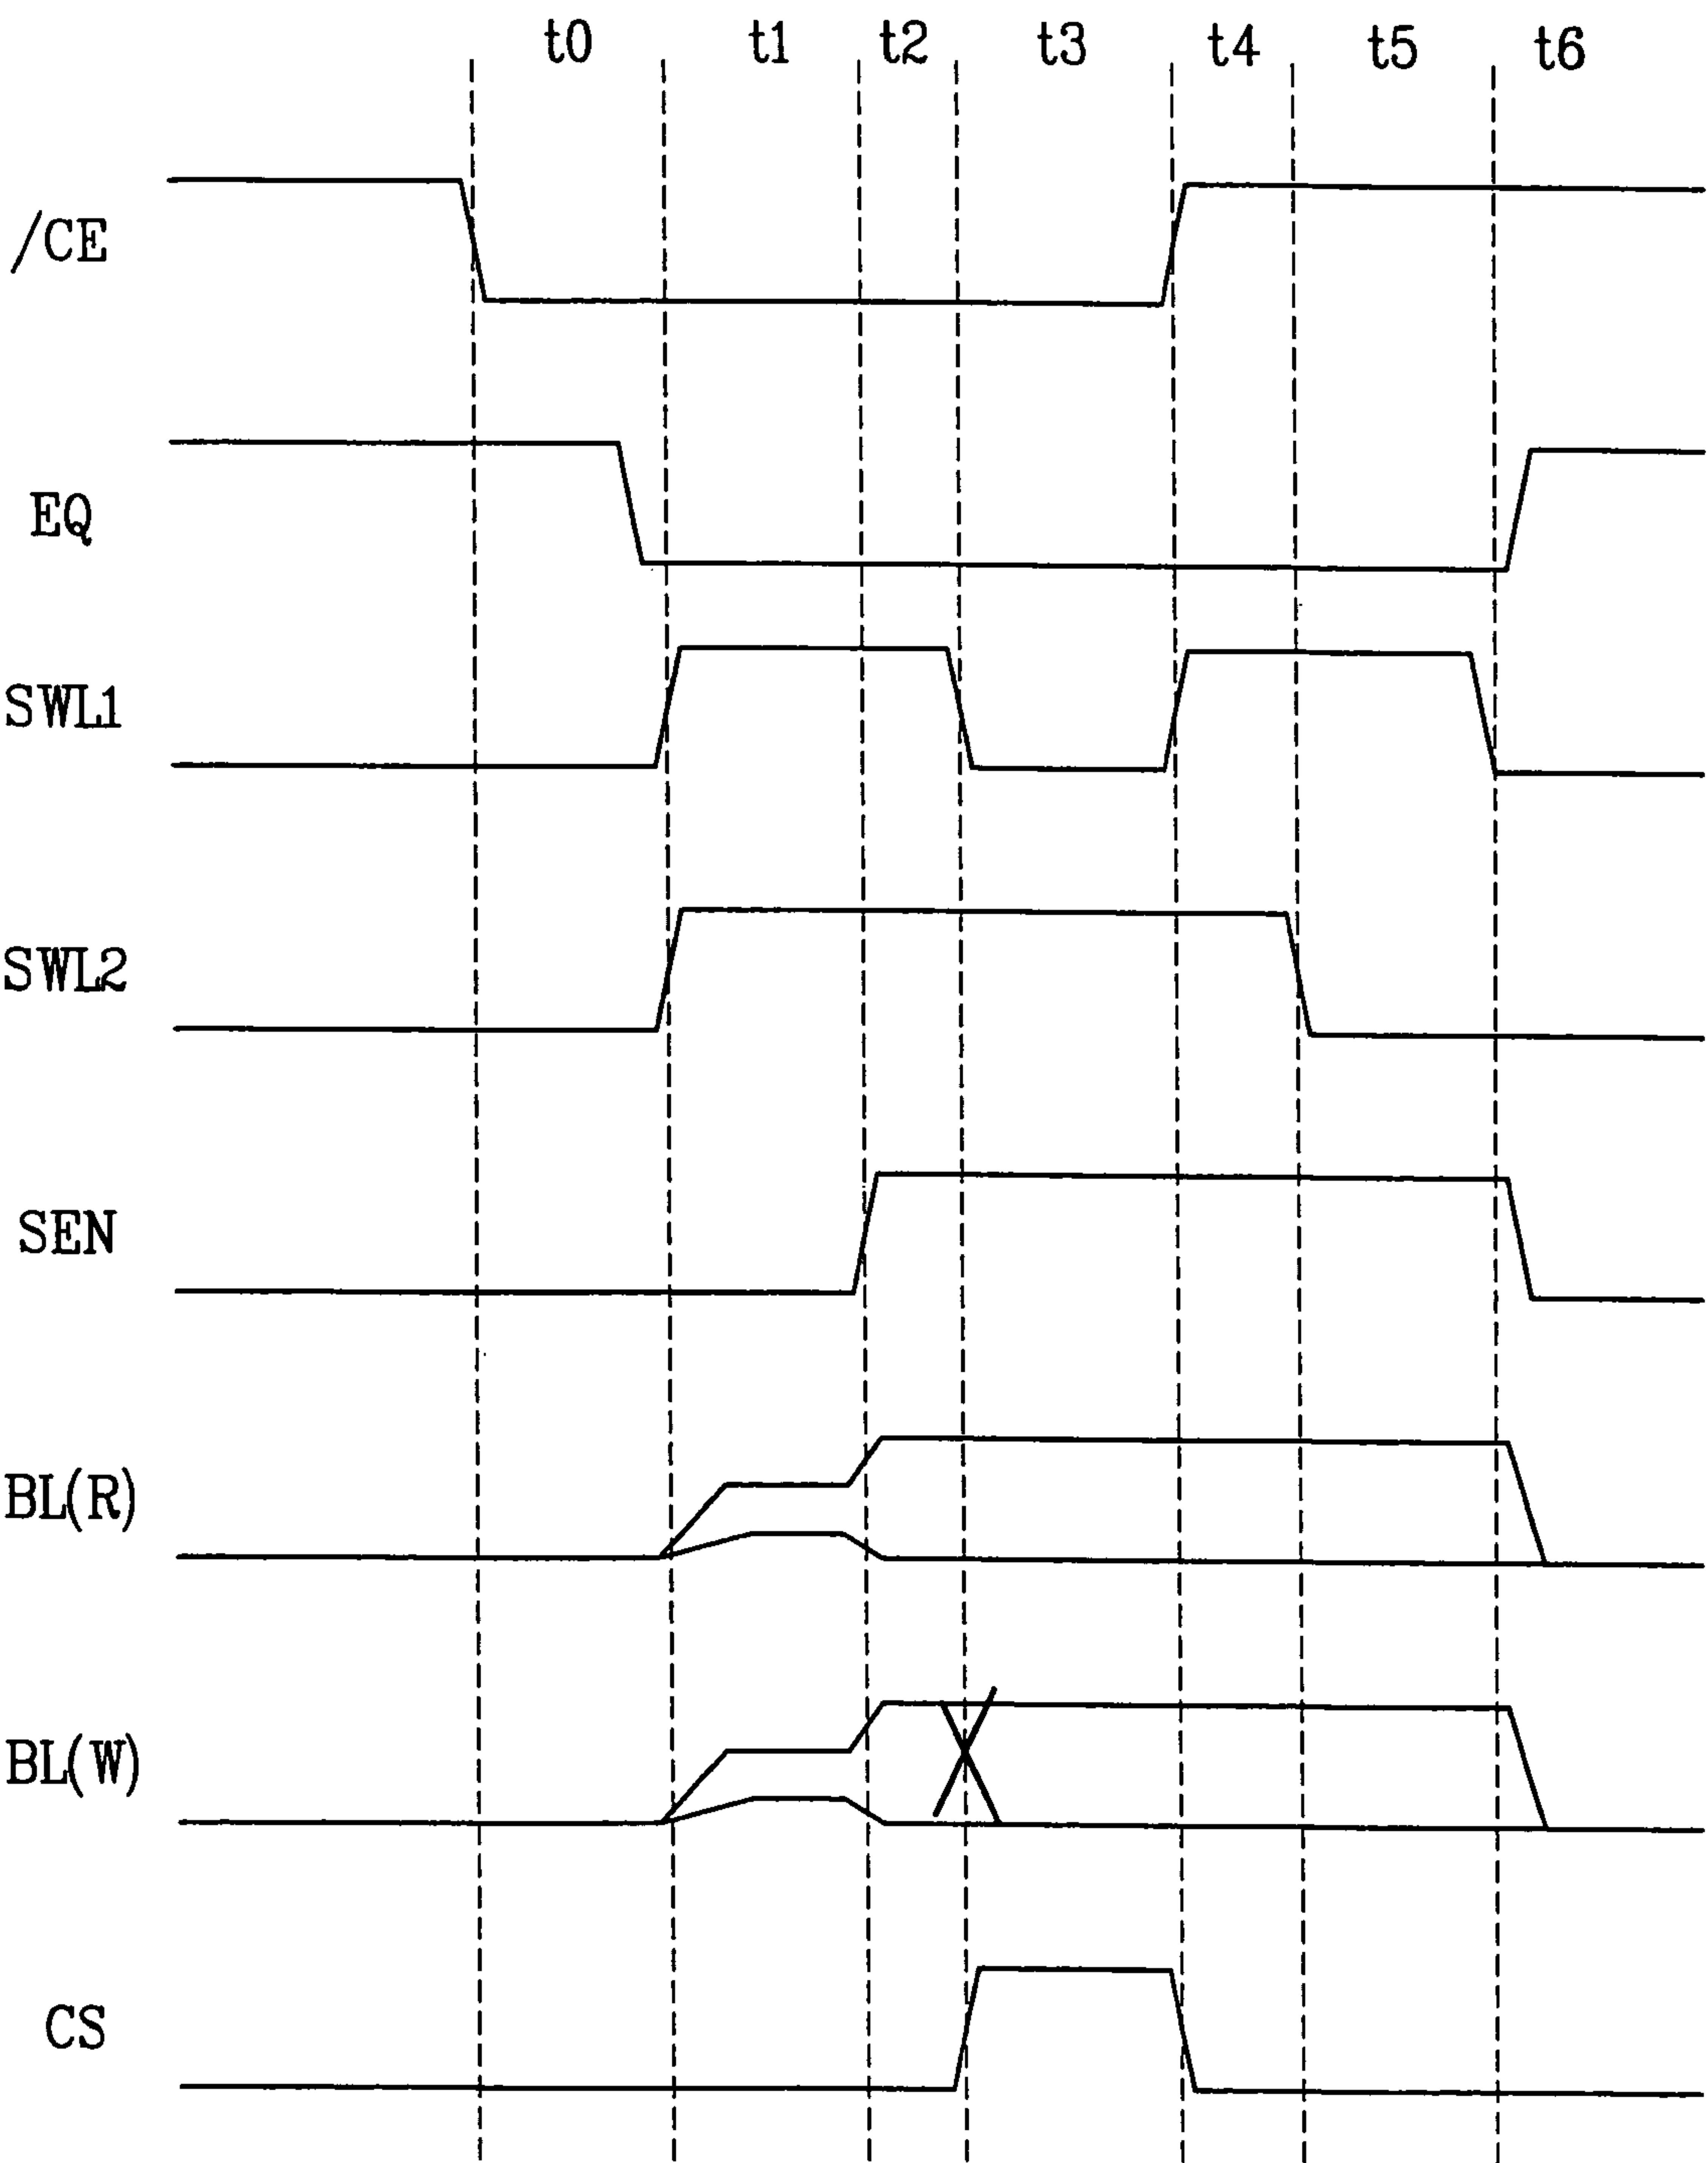 t0 t1 t2 t3 t4 t5 t6
/CE
EQ
SWL1
SWL2
SEN
BL(R)
BL(W)
CS